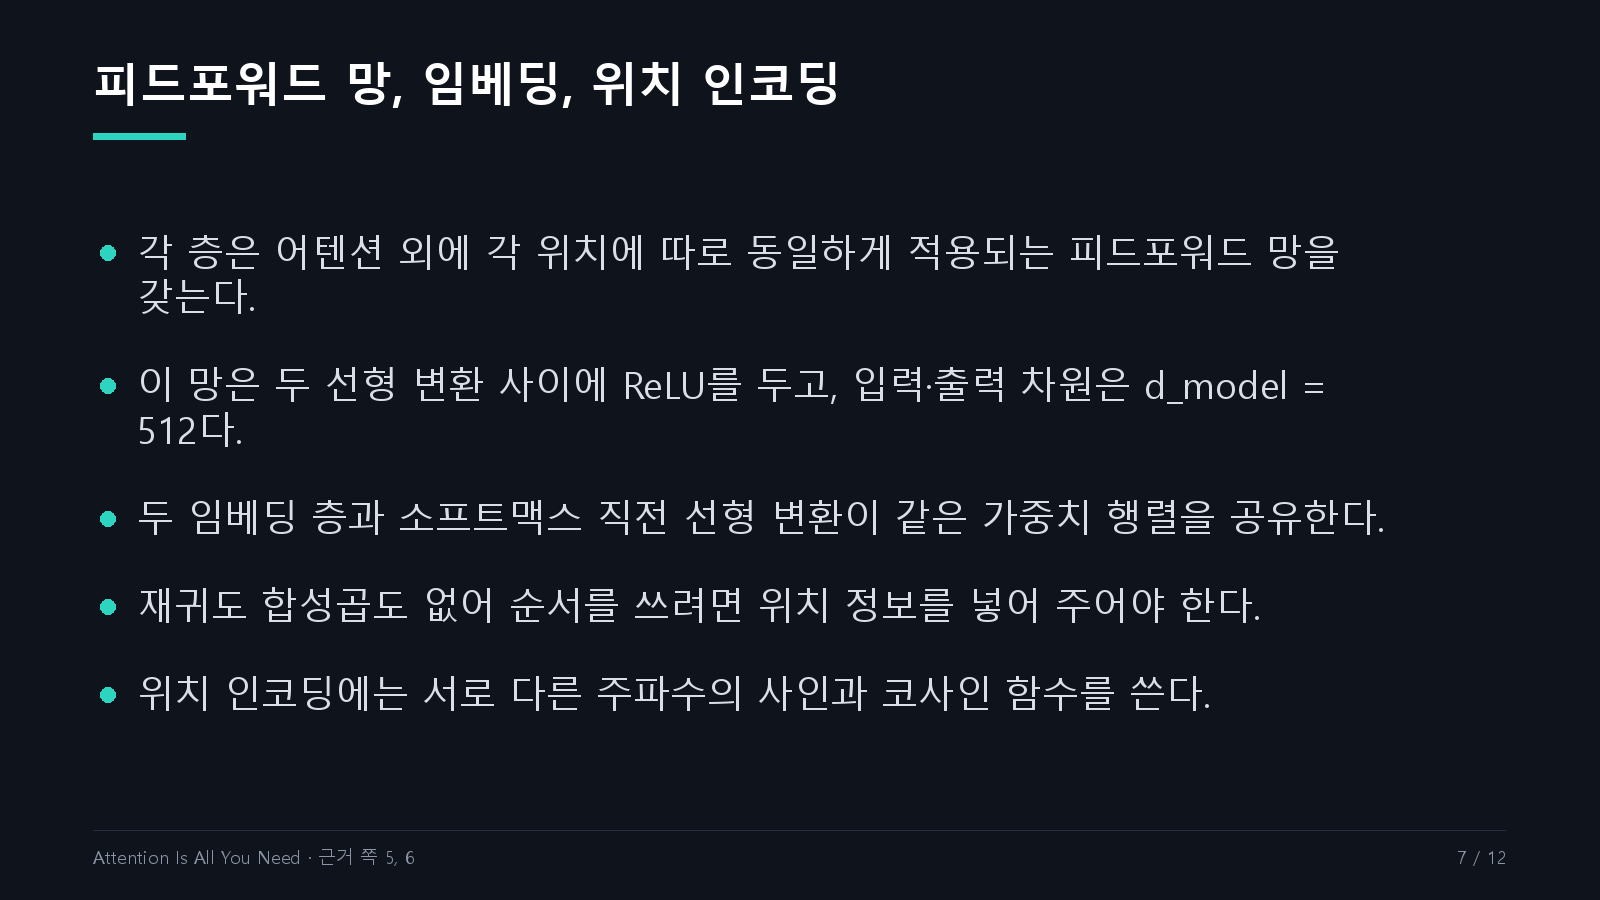 피드포워드 망, 임베딩, 위치 인코딩
각 층은 어텐션 외에 각 위치에 따로 동일하게 적용되는 피드포워드 망을
갖는다.
이 망은 두 선형 변환 사이에 ReLU를 두고, 입력·출력 차원은 d_model =
512다.
두 임베딩 층과 소프트맥스 직전 선형 변환이 같은 가중치 행렬을 공유한다.
재귀도 합성곱도 없어 순서를 쓰려면 위치 정보를 넣어 주어야 한다.
위치 인코딩에는 서로 다른 주파수의 사인과 코사인 함수를 쓴다.
Attention Is All You Need · 근거 쪽 5, 6
7 / 12